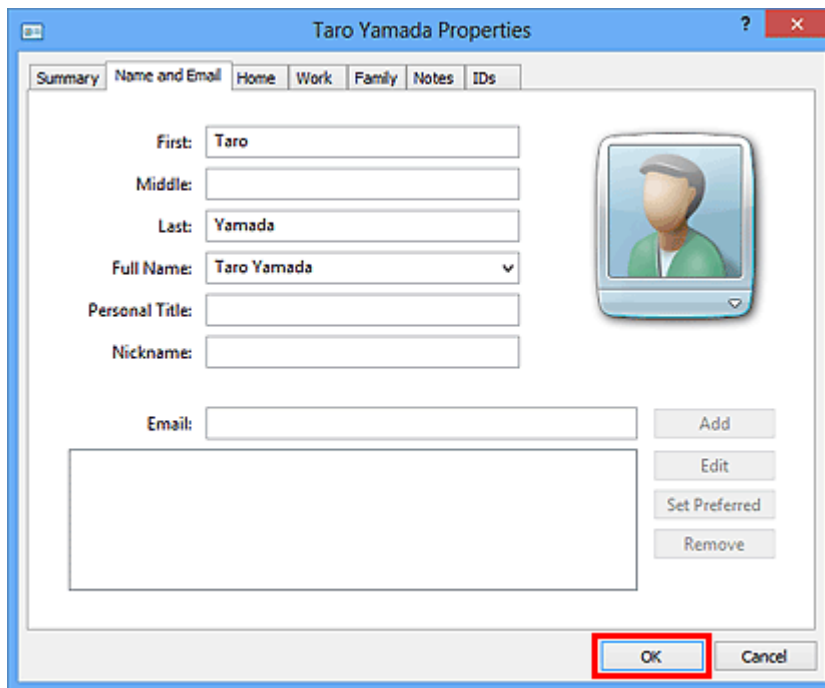 Taro Yamada Properties ?
Summary Name and Email Home Work Family Notes IDs
First: Taro
Middle:
Last: Yamada
Full Name: Taro Yamada
Personal Title:
Nickname:
Email: Add
Edit
Set Preferred
Remove
OK Cancel